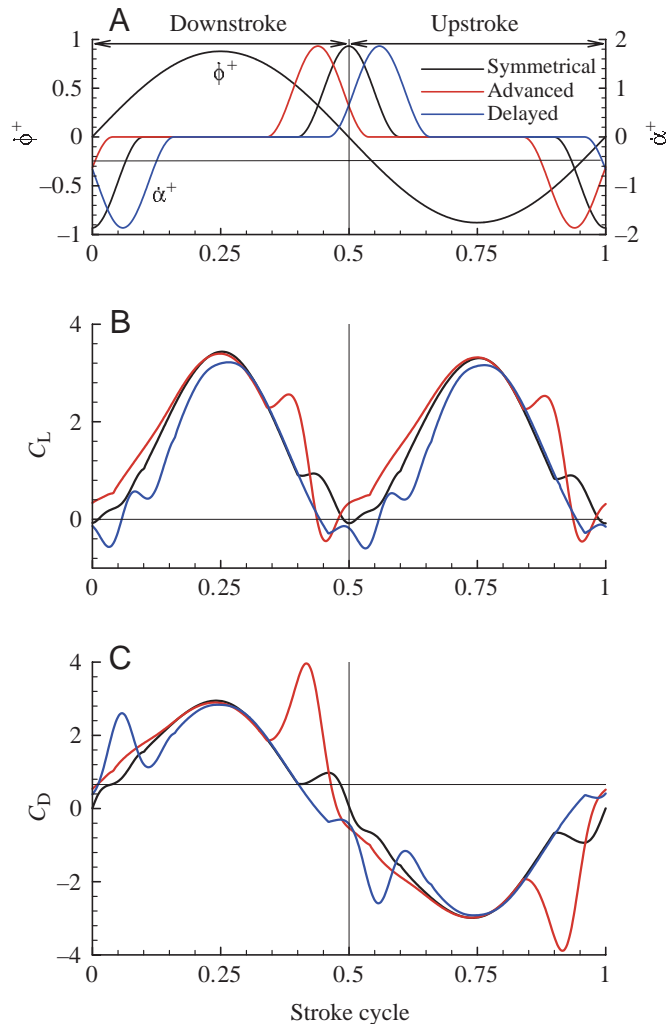 A
Downstroke
Upstroke
1
0.5
0
–0.5
–1
ϕ̇⁺
2
1
0
–1
–2
α̇⁺
ϕ̇⁺
α̇⁺
Symmetrical
Advanced
Delayed
0
0.25
0.5
0.75
1
B
4
2
0
C_L
0
0.25
0.5
0.75
1
C
4
2
0
–2
–4
C_D
0
0.25
0.5
0.75
1
Stroke cycle